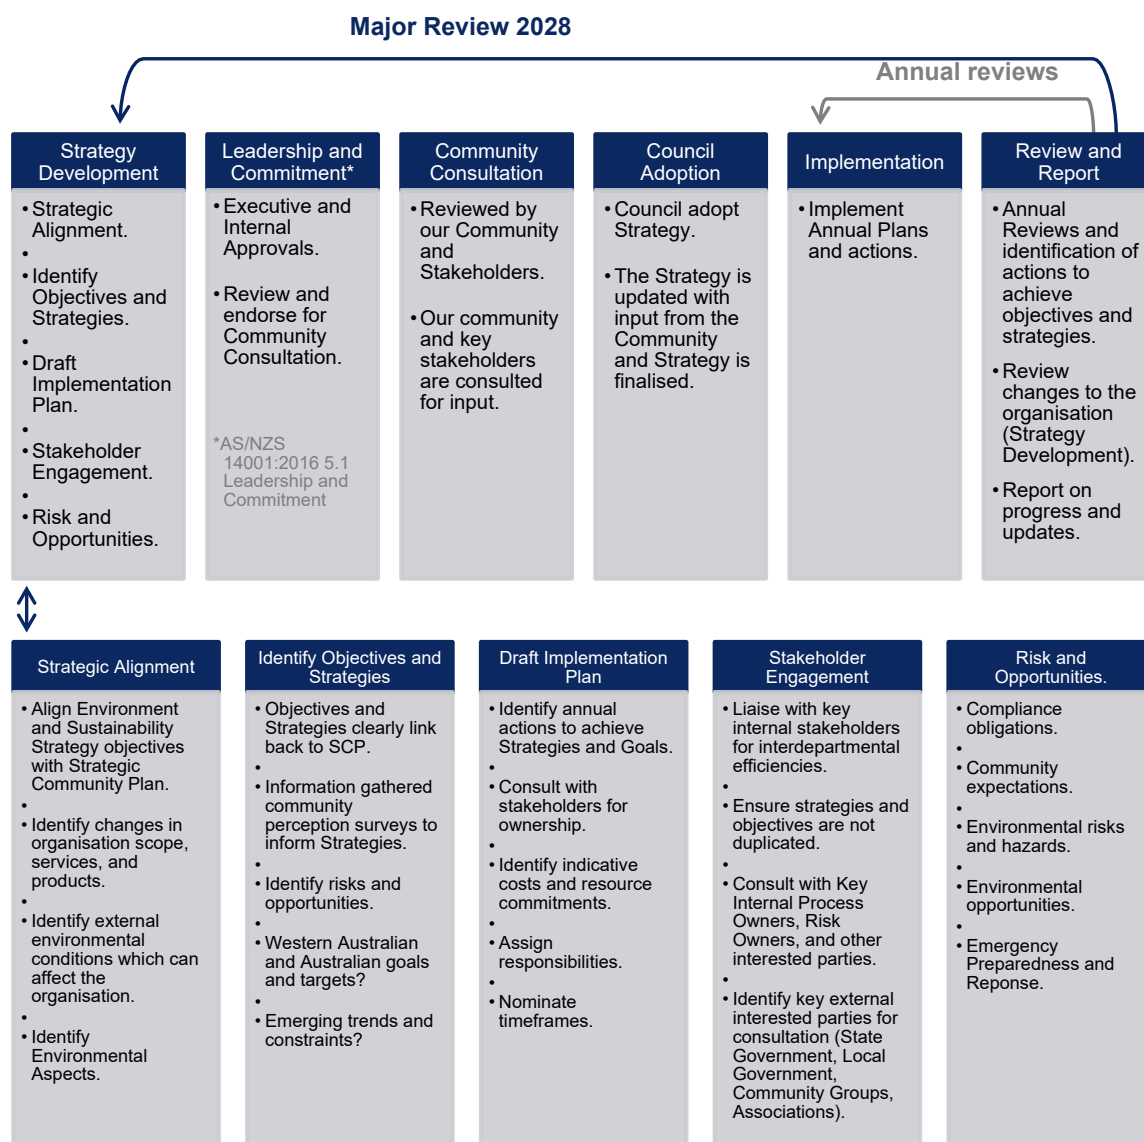 Major Review 2028
Annual reviews
Strategy
Development
• Strategic
Alignment.
•
• Identify
Objectives and
Strategies.
•
• Draft
Implementation
Plan.
•
• Stakeholder
Engagement.
•
• Risk and
Opportunities.
Leadership and
Commitment*
• Executive and
Internal
Approvals.
• Review and
endorse for
Community
Consultation.
*AS/NZS
14001:2016 5.1
Leadership and
Commitment
Community
Consultation
• Reviewed by
our Community
and
Stakeholders.
• Our community
and key
stakeholders
are consulted
for input.
Council
Adoption
• Council adopt
Strategy.
• The Strategy is
updated with
input from the
Community
and Strategy is
finalised.
Implementation
• Implement
Annual Plans
and actions.
Review and
Report
• Annual
Reviews and
identification of
actions to
achieve
objectives and
strategies.
• Review
changes to the
organisation
(Strategy
Development).
• Report on
progress and
updates.
Strategic Alignment
• Align Environment
and Sustainability
Strategy objectives
with Strategic
Community Plan.
•
• Identify changes in
organisation scope,
services, and
products.
•
• Identify external
environmental
conditions which can
affect the
organisation.
•
• Identify
Environmental
Aspects.
Identify Objectives and
Strategies
• Objectives and
Strategies clearly link
back to SCP.
•
• Information gathered
community
perception surveys to
inform Strategies.
•
• Identify risks and
opportunities.
•
• Western Australian
and Australian goals
and targets?
•
• Emerging trends and
constraints?
Draft Implementation
Plan
• Identify annual
actions to achieve
Strategies and Goals.
•
• Consult with
stakeholders for
ownership.
•
• Identify indicative
costs and resource
commitments.
•
• Assign
responsibilities.
•
• Nominate
timeframes.
Stakeholder
Engagement
• Liaise with key
internal stakeholders
for interdepartmental
efficiencies.
•
• Ensure strategies and
objectives are not
duplicated.
•
• Consult with Key
Internal Process
Owners, Risk
Owners, and other
interested parties.
•
• Identify key external
interested parties for
consultation (State
Government, Local
Government,
Community Groups,
Associations).
Risk and
Opportunities.
• Compliance
obligations.
•
• Community
expectations.
•
• Environmental risks
and hazards.
•
• Environmental
opportunities.
•
• Emergency
Preparedness and
Reponse.